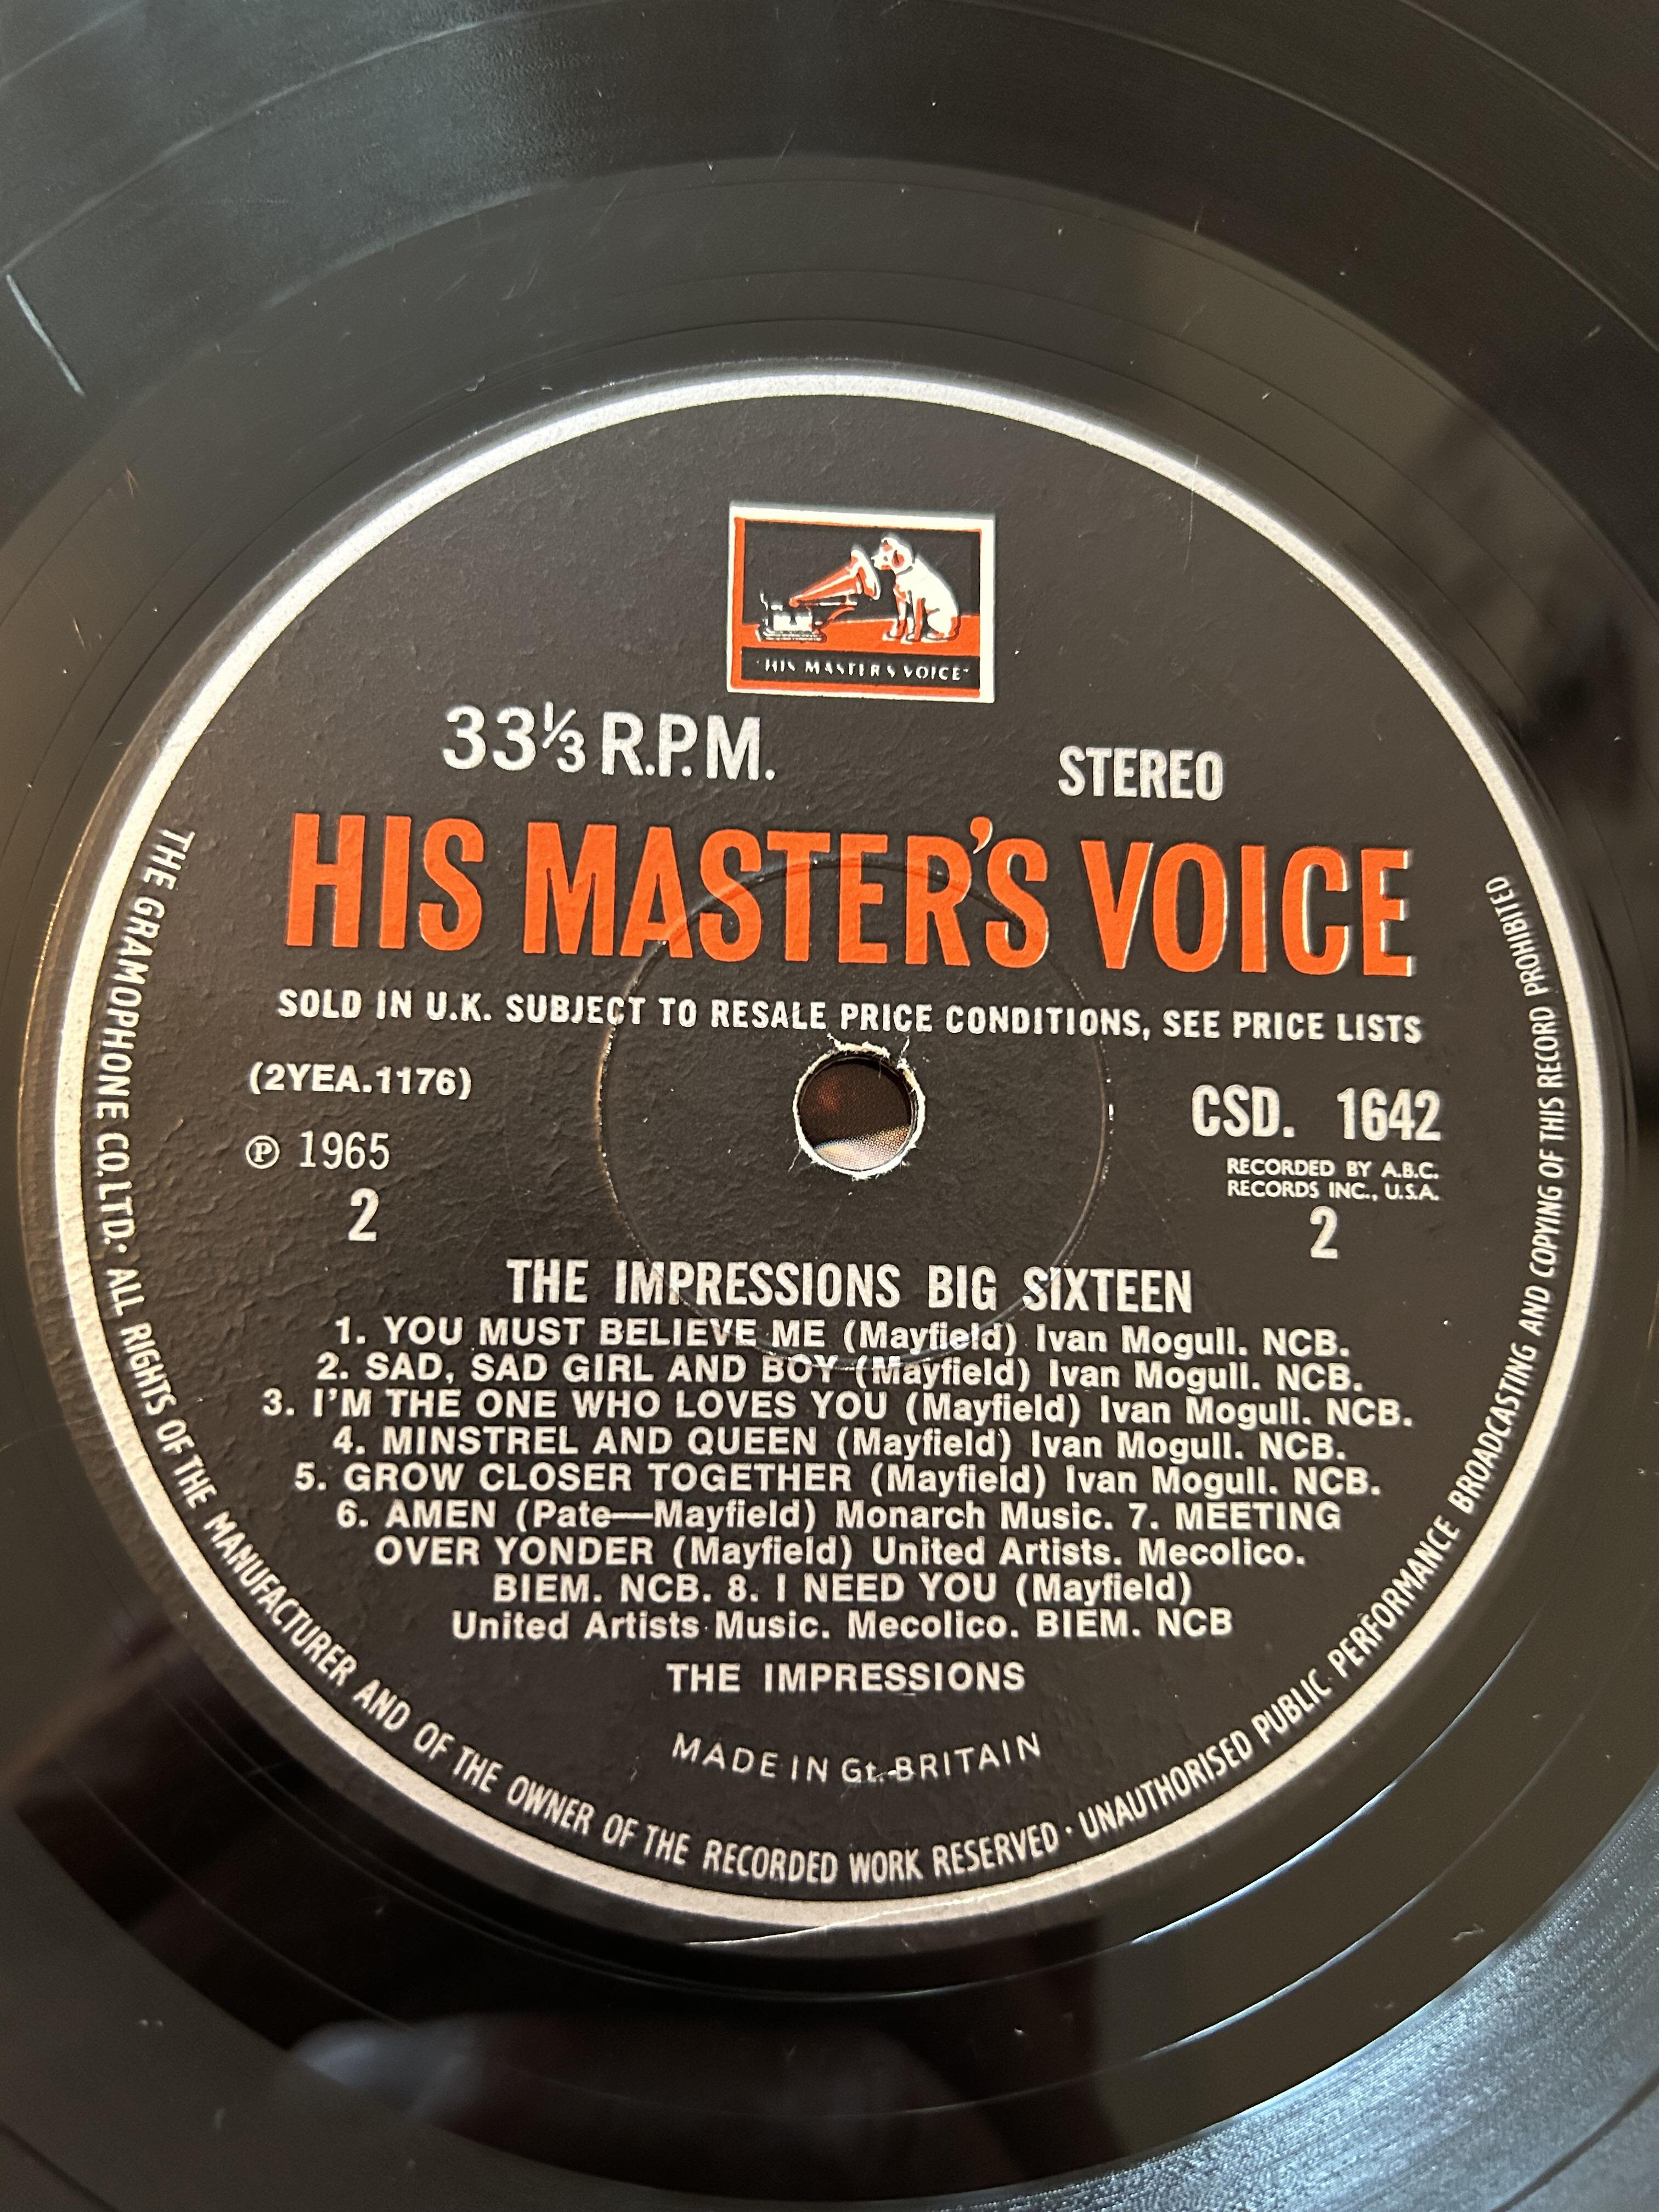 "HIS MASTER'S VOICE"
33⅓ R.P.M.
STEREO
HIS MASTER'S VOICE
SOLD IN U.K. SUBJECT TO RESALE PRICE CONDITIONS, SEE PRICE LISTS
(2YEA.1176)
℗ 1965
2
CSD. 1642
RECORDED BY A.B.C.
RECORDS INC., U.S.A.
2
THE IMPRESSIONS BIG SIXTEEN
1. YOU MUST BELIEVE ME (Mayfield) Ivan Mogull. NCB.
2. SAD, SAD GIRL AND BOY (Mayfield) Ivan Mogull. NCB.
3. I'M THE ONE WHO LOVES YOU (Mayfield) Ivan Mogull. NCB.
4. MINSTREL AND QUEEN (Mayfield) Ivan Mogull. NCB.
5. GROW CLOSER TOGETHER (Mayfield) Ivan Mogull. NCB.
6. AMEN (Pate—Mayfield) Monarch Music. 7. MEETING
OVER YONDER (Mayfield) United Artists. Mecolico.
BIEM. NCB. 8. I NEED YOU (Mayfield)
United Artists Music. Mecolico. BIEM. NCB
THE IMPRESSIONS
MADE IN Gt. BRITAIN
THE GRAMOPHONE CO. LTD. · ALL RIGHTS OF THE MANUFACTURER AND OF THE OWNER OF THE RECORDED WORK RESERVED · UNAUTHORISED PUBLIC PERFORMANCE BROADCASTING AND COPYING OF THIS RECORD PROHIBITED